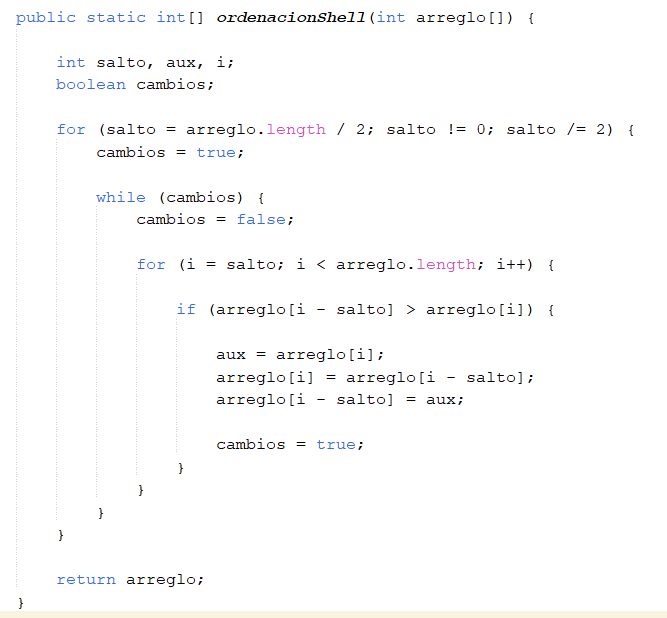 public static int[] ordenacionShell(int arreglo[]) {
int salto, aux, i;
boolean cambios;
for (salto = arreglo.length / 2; salto != 0; salto /= 2) {
cambios = true;
while (cambios) {
cambios = false;
for (i = salto; i < arreglo.length; i++) {
if (arreglo[i - salto] > arreglo[i]) {
aux = arreglo[i];
arreglo[i] = arreglo[i - salto];
arreglo[i - salto] = aux;
cambios = true;
}
}
}
}
return arreglo;
}